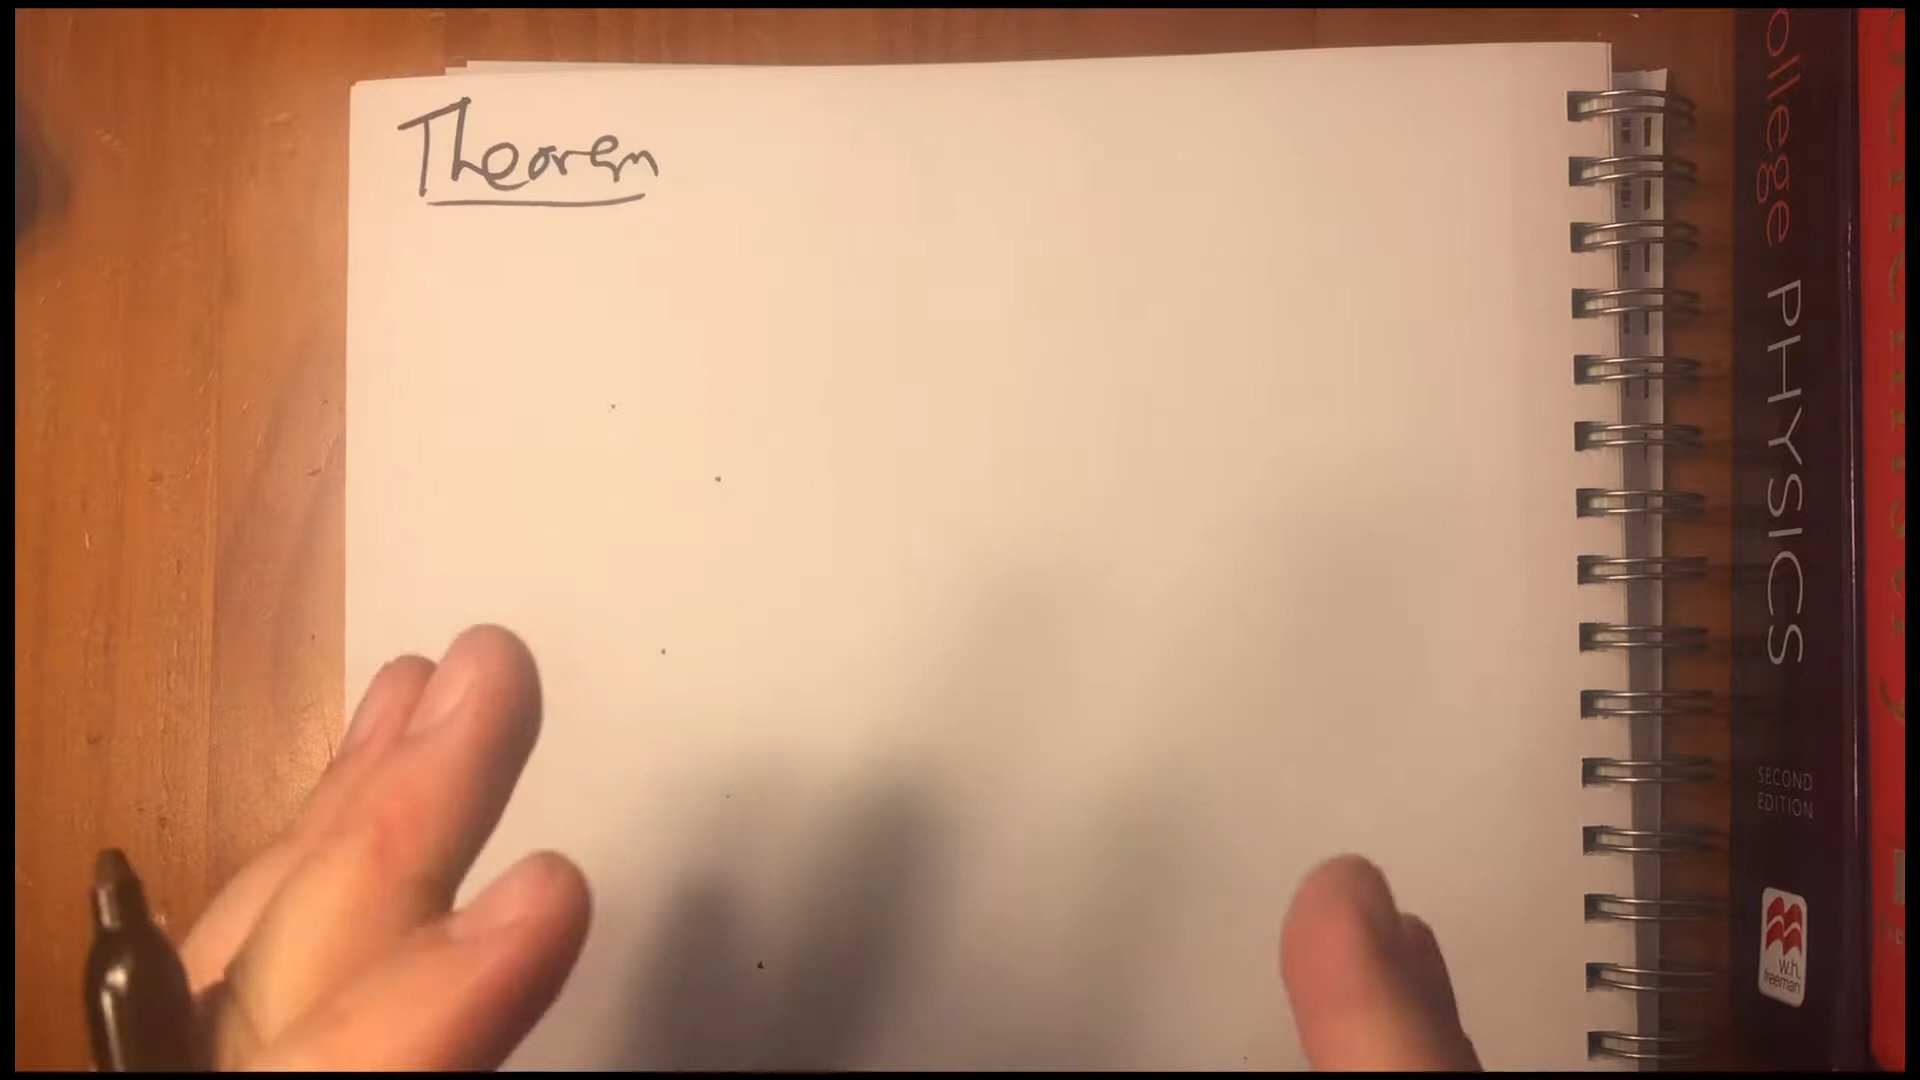 Theorem
ollege PHYSICS
SECOND
EDITION
w.h.
freeman